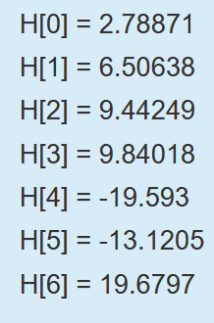 H[0] = 2.78871
H[1] = 6.50638
H[2] = 9.44249
H[3] = 9.84018
H[4] = -19.593
H[5] = -13.1205
H[6] = 19.6797